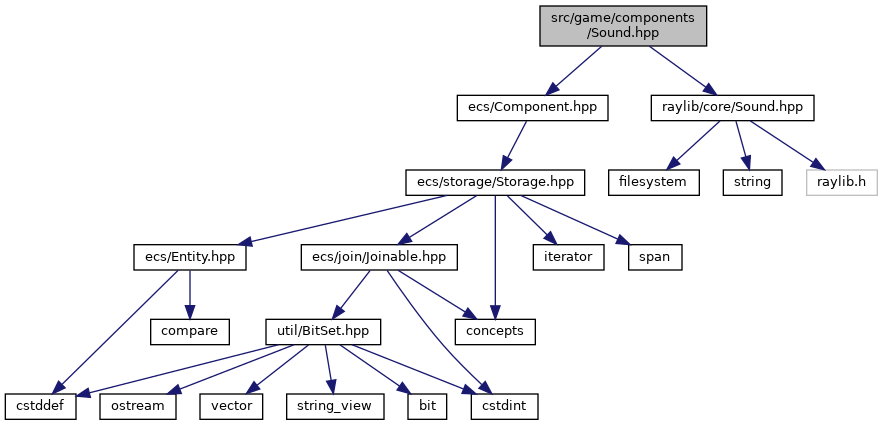 src/game/components
/Sound.hpp
ecs/Component.hpp
raylib/core/Sound.hpp
ecs/storage/Storage.hpp
filesystem
string
raylib.h
ecs/Entity.hpp
ecs/join/Joinable.hpp
iterator
span
compare
util/BitSet.hpp
concepts
cstddef
ostream
vector
string_view
bit
cstdint